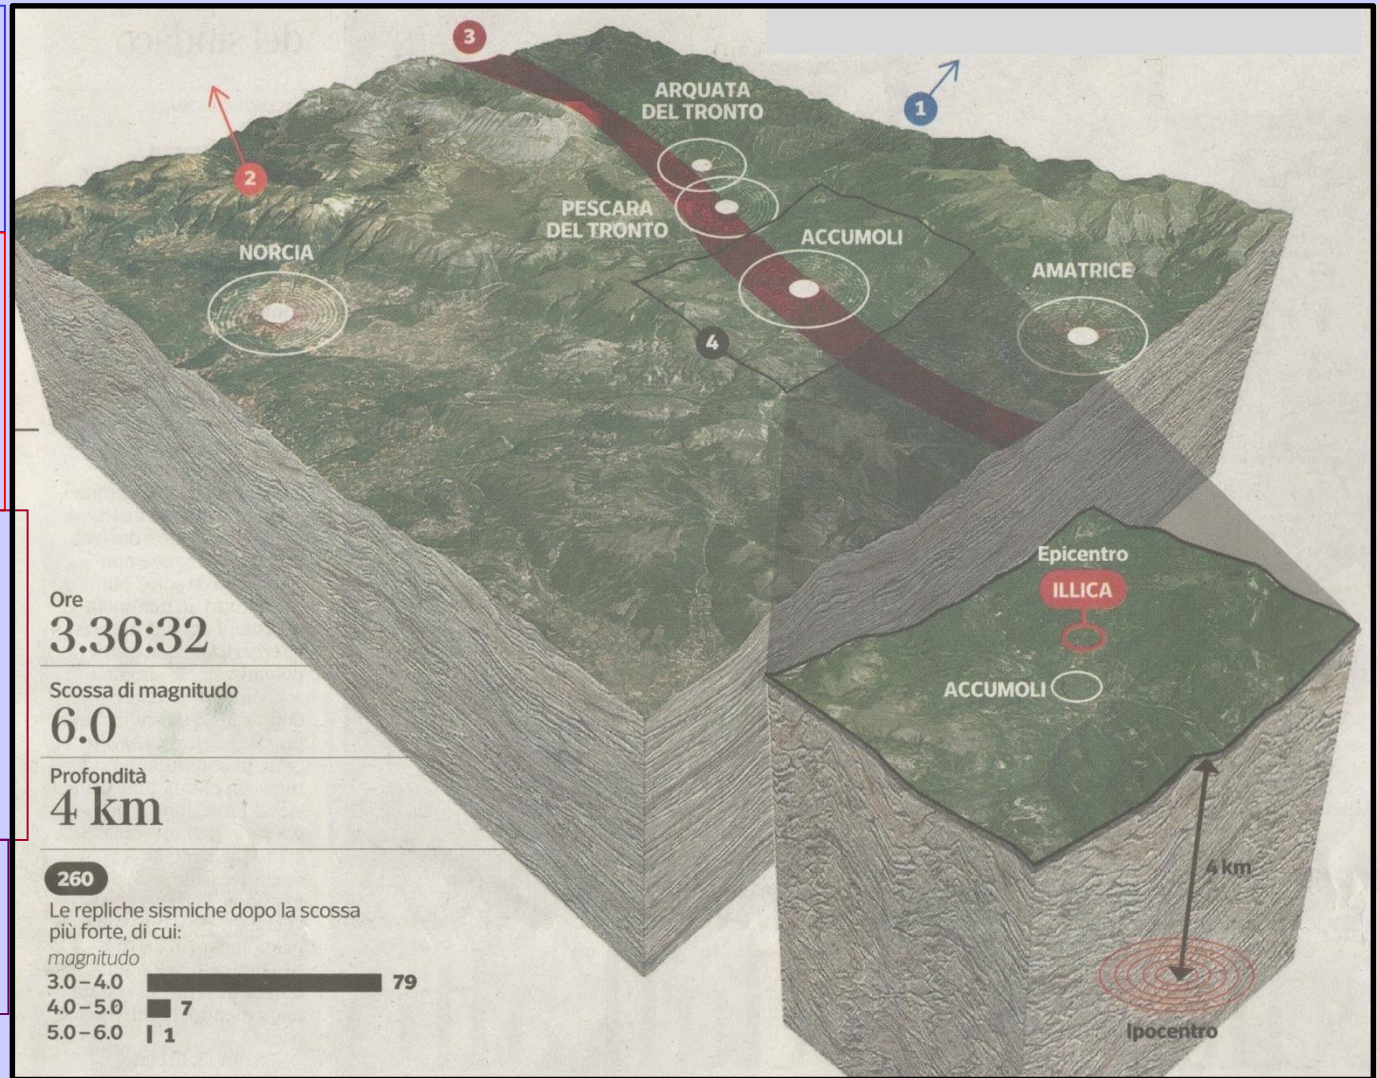 3
1
2
ARQUATA
DEL TRONTO
PESCARA
DEL TRONTO
NORCIA
ACCUMOLI
AMATRICE
4
Epicentro
ILLICA
ACCUMOLI
4 km
Ipocentro
Ore
3.36:32
Scossa di magnitudo
6.0
Profondità
4 km
260
Le repliche sismiche dopo la scossa
più forte, di cui:
magnitudo
3.0 – 4.0 79
4.0 – 5.0 7
5.0 – 6.0 1